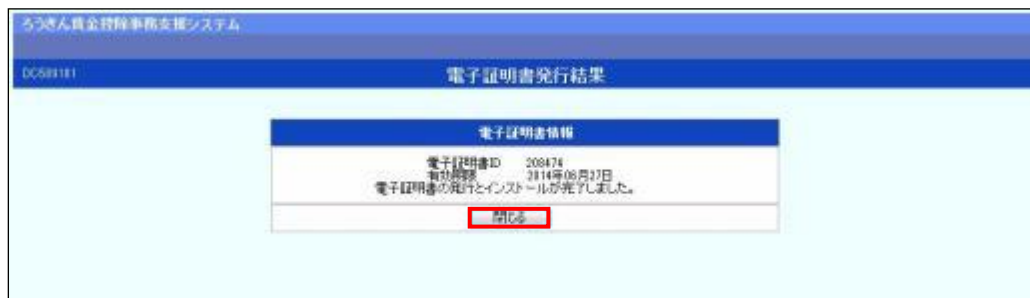 ろうきん賃金控除事務支援システム
電子証明書発行結果
電子証明書情報
電子証明書ID 208474
有効期限 2014年06月27日
電子証明書の発行とインストールが完了しました。
閉じる